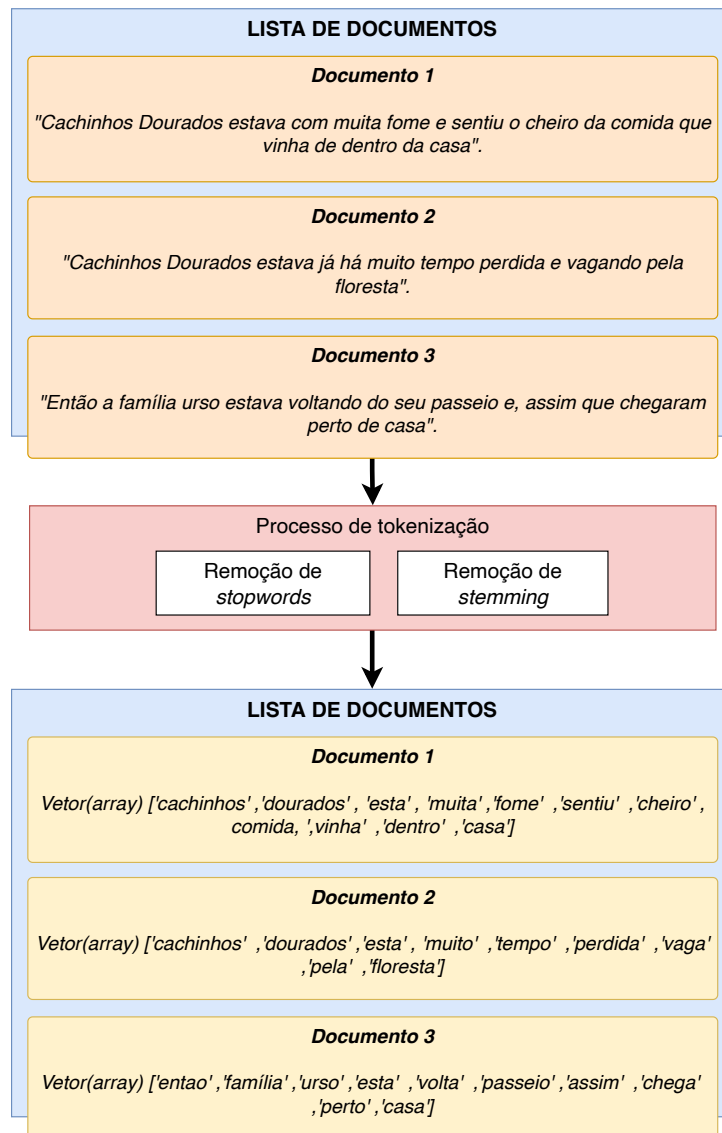 LISTA DE DOCUMENTOS
Documento 1
"Cachinhos Dourados estava com muita fome e sentiu o cheiro da comida que
vinha de dentro da casa".
Documento 2
"Cachinhos Dourados estava já há muito tempo perdida e vagando pela
floresta".
Documento 3
"Então a família urso estava voltando do seu passeio e, assim que chegaram
perto de casa".
Processo de tokenização
Remoção de
stopwords
Remoção de
stemming
LISTA DE DOCUMENTOS
Documento 1
Vetor(array) ['cachinhos' ,'dourados' , 'esta' , 'muita' ,'fome' ,'sentiu' ,'cheiro' ,
comida, ',vinha' ,'dentro' ,'casa']
Documento 2
Vetor(array) ['cachinhos' ,'dourados' ,'esta' , 'muito' ,'tempo' ,'perdida' ,'vaga'
,'pela' ,'floresta']
Documento 3
Vetor(array) ['entao' ,'família' ,'urso' ,'esta' ,'volta' ,'passeio' ,'assim' ,'chega'
,'perto' ,'casa']